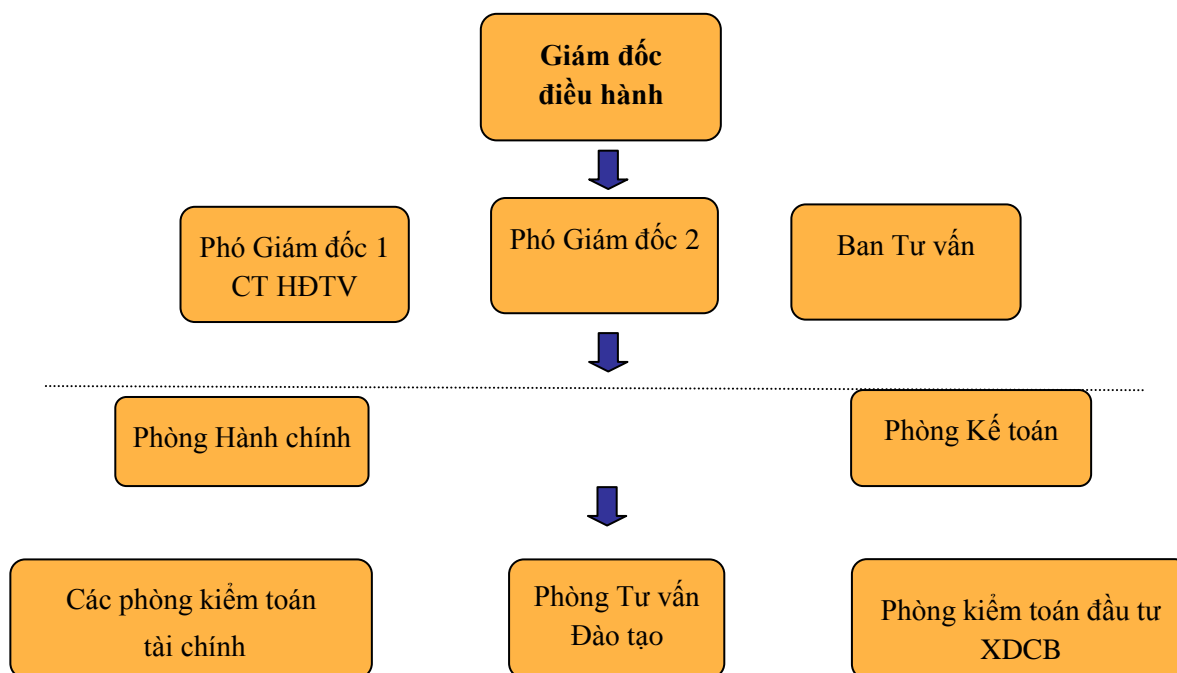 Giám đốc
điều hành
Phó Giám đốc 1
CT HĐTV
Phó Giám đốc 2
Ban Tư vấn
Phòng Hành chính
Phòng Kế toán
Các phòng kiểm toán
tài chính
Phòng Tư vấn
Đào tạo
Phòng kiểm toán đầu tư
XDCB